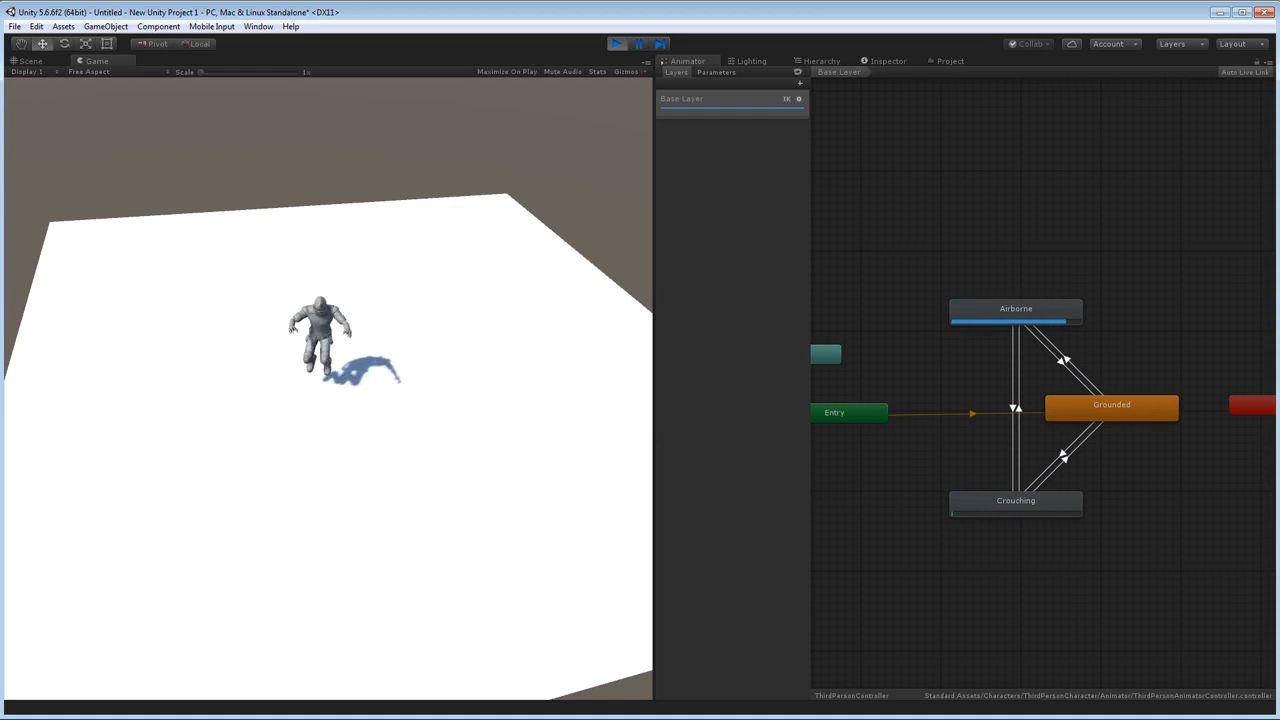 Unity 5.6.6f2 (64bit) - Untitled - New Unity Project 1 - PC, Mac & Linux Standalone* <DX11>
File Edit Assets GameObject Component Mobile Input Window Help
Pivot Local Collab Account Layers Layout
Scene Game Animator Lighting Hierarchy Inspector Project
Display 1 Free Aspect Scale 1x Maximize On Play Mute Audio Stats Gizmos Layers Parameters Base Layer Auto Live Link
Base Layer IK
Airborne
Grounded
Entry
Crouching
ThirdPersonController Standard Assets/Characters/ThirdPersonCharacter/Animator/ThirdPersonAnimatorController.controller